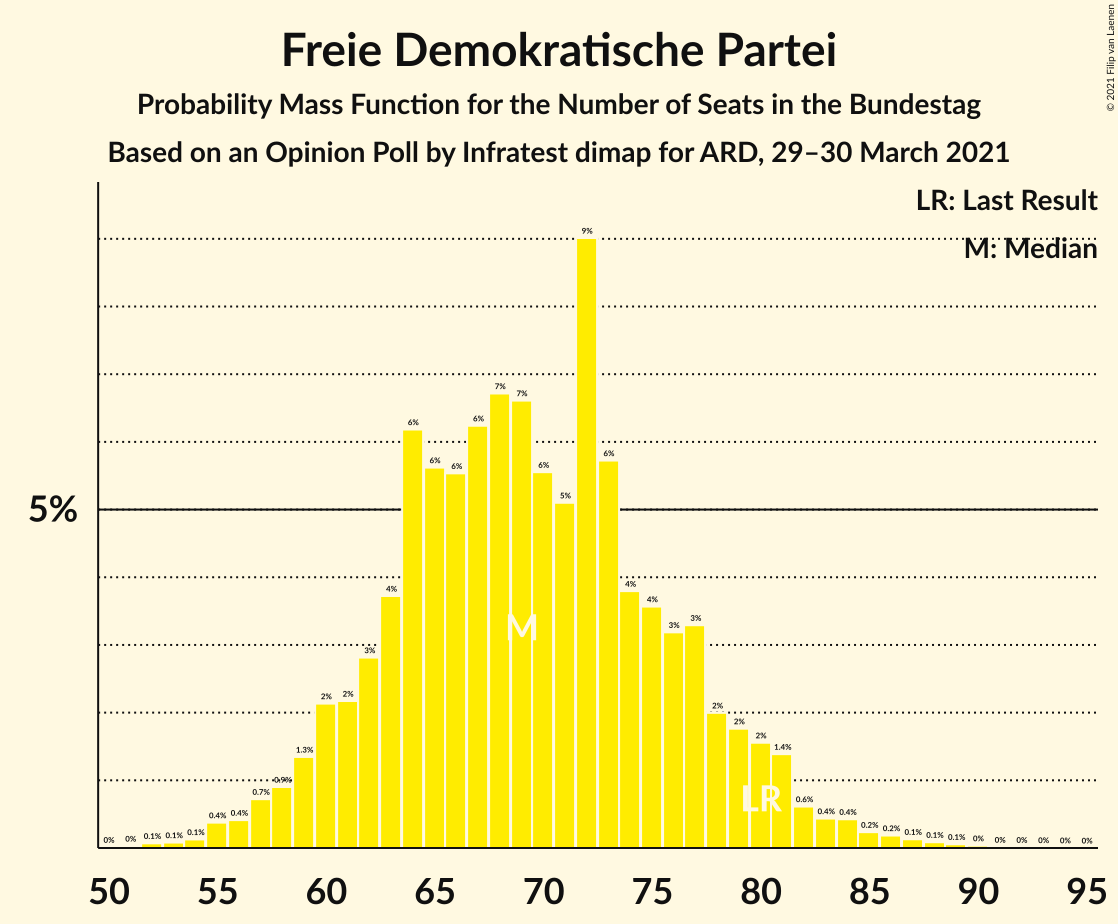 Freie Demokratische Partei
Probability Mass Function for the Number of Seats in the Bundestag
Based on an Opinion Poll by Infratest dimap for ARD, 29–30 March 2021
© 2021 Filip van Laenen
LR: Last Result
M: Median
5%
0% 0% 0.1% 0.1% 0.1% 0.4% 0.4% 0.7% 0.9% 1.3% 2% 2% 3% 4% 6% 6% 6% 6% 7% 7% 6% 5% 9% 6% 4% 4% 3% 3% 2% 2% 2% 1.4% 0.6% 0.4% 0.4% 0.2% 0.2% 0.1% 0.1% 0.1% 0% 0% 0% 0% 0% 0%
M
LR
50 55 60 65 70 75 80 85 90 95